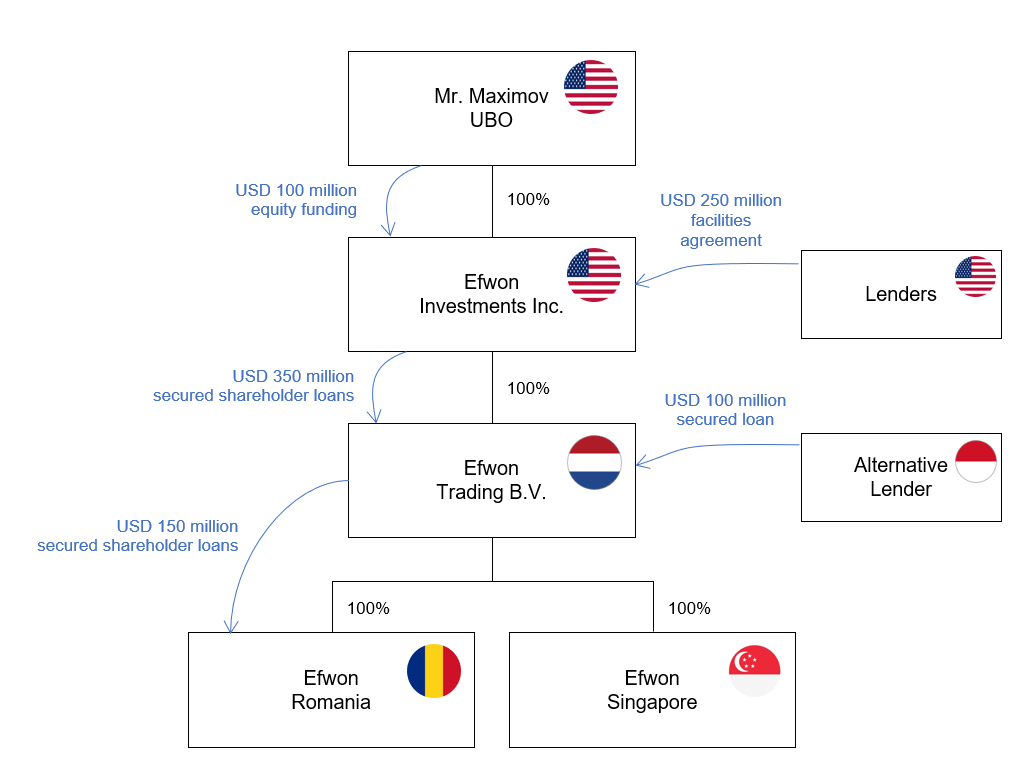 Mr. Maximov
UBO
USD 100 million
equity funding
100%
USD 250 million
facilities
agreement
Efwon
Investments Inc.
Lenders
USD 350 million
secured shareholder loans
100%
USD 100 million
secured loan
Efwon
Trading B.V.
Alternative
Lender
USD 150 million
secured shareholder loans
100%
100%
Efwon
Romania
Efwon
Singapore